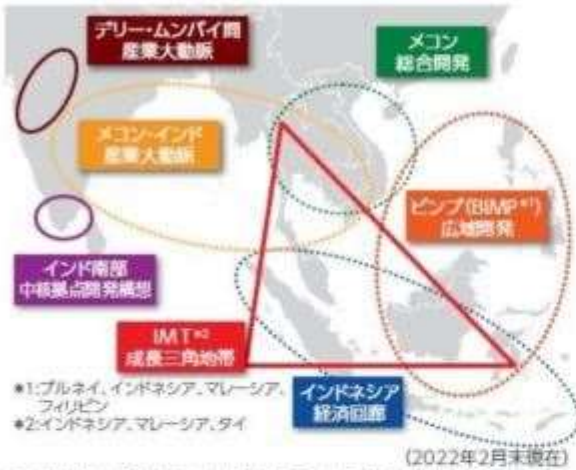 デリー・ムンバイ間
産業大動脈
メコン
総合開発
メコン・インド
産業大動脈
ビンプ(BIMP*1)
広域開発
インド南部
中核拠点開発構想
IMT*2
成長三角地帯
インドネシア
経済回廊
*1:ブルネイ、インドネシア、マレーシア、
フィリピン
*2:インドネシア、マレーシア、タイ
(2022年2月末現在)